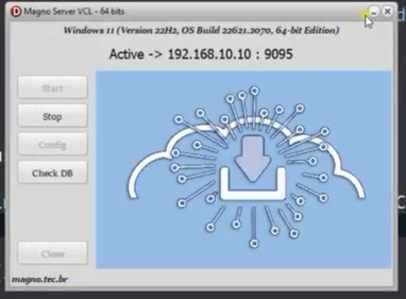 Magno Server VCL - 64 bits
Windows 11 (Version 22H2, OS Build 22621.2070, 64-bit Edition)
Active -> 192.168.10.10 : 9095
Start
Stop
Config
Check DB
Close
magno.tec.br